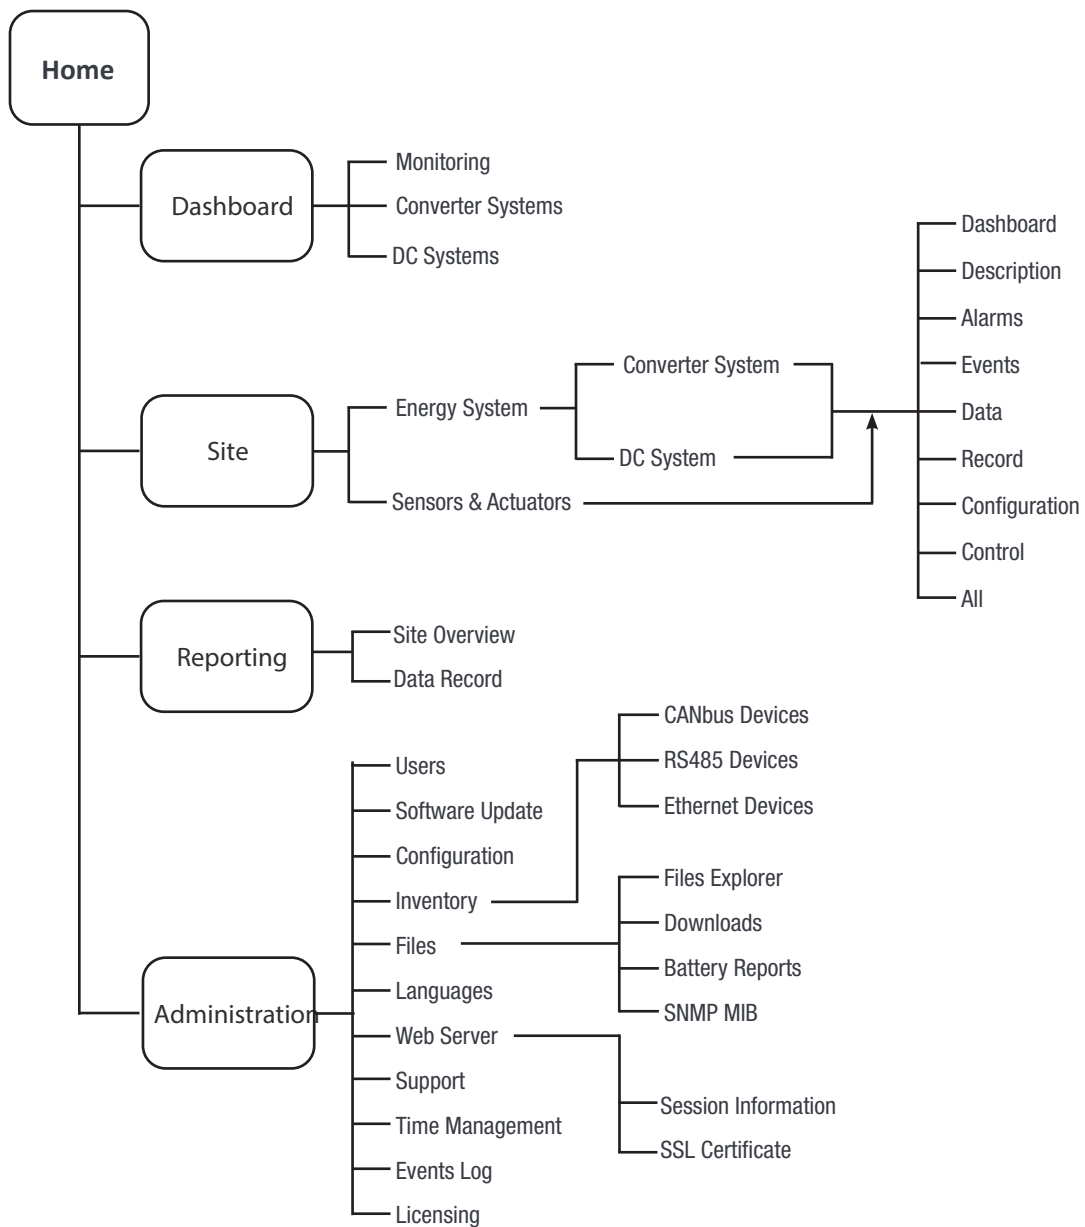 Home
Dashboard
Monitoring
Converter Systems
DC Systems
Site
Energy System
Sensors & Actuators
Converter System
DC System
Dashboard
Description
Alarms
Events
Data
Record
Configuration
Control
All
Reporting
Site Overview
Data Record
Administration
Users
Software Update
Configuration
Inventory
Files
Languages
Web Server
Support
Time Management
Events Log
Licensing
CANbus Devices
RS485 Devices
Ethernet Devices
Files Explorer
Downloads
Battery Reports
SNMP MIB
Session Information
SSL Certificate